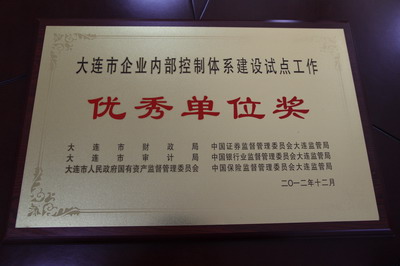 大连市企业内部控制体系建设试点工作
优秀单位奖
大连市财政局 中国证券监督管理委员会大连监管局
大连市审计局 中国银行业监督管理委员会大连监管局
大连市人民政府国有资产监督管理委员会 中国保险监督管理委员会大连监管局
二〇一二年十二月